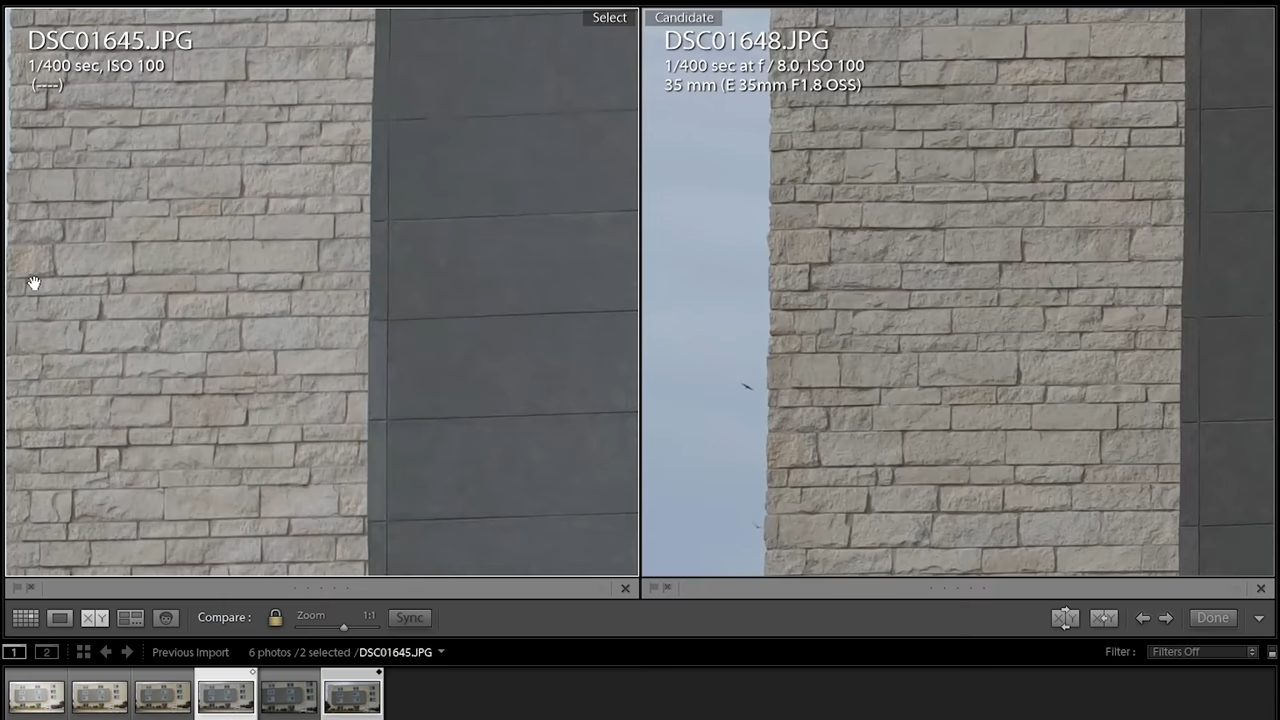 Select
DSC01645.JPG
1/400 sec, ISO 100
(----)
Candidate
DSC01648.JPG
1/400 sec at f / 8.0, ISO 100
35 mm (E 35mm F1.8 OSS)
X Y
Compare :
Zoom
1:1
Sync
X Y
X Y
Done
1
2
Previous Import
6 photos / 2 selected / DSC01645.JPG
Filter :
Filters Off